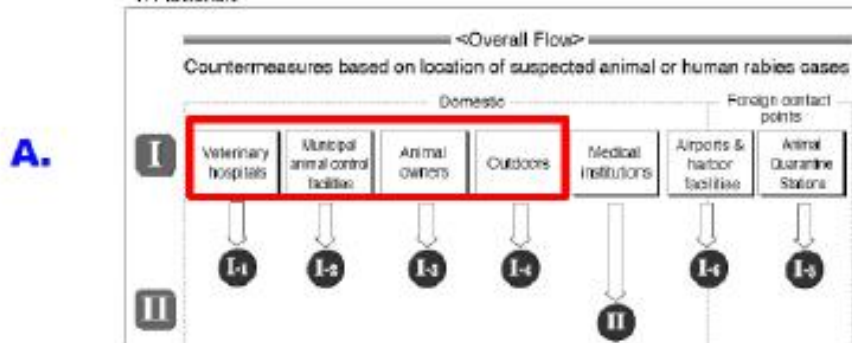 <Overall Flow>
Countermeasures based on location of suspected animal or human rabies cases
Domestic
Foreign contact
points
A.
I
Veterinary
hospitals
Municipal
animal control
facilities
Animal
owners
Outdoors
Medical
institutions
Airports &
harbor
facilities
Animal
Quarantine
Stations
I-1
I-2
I-3
I-4
I-5
II
II